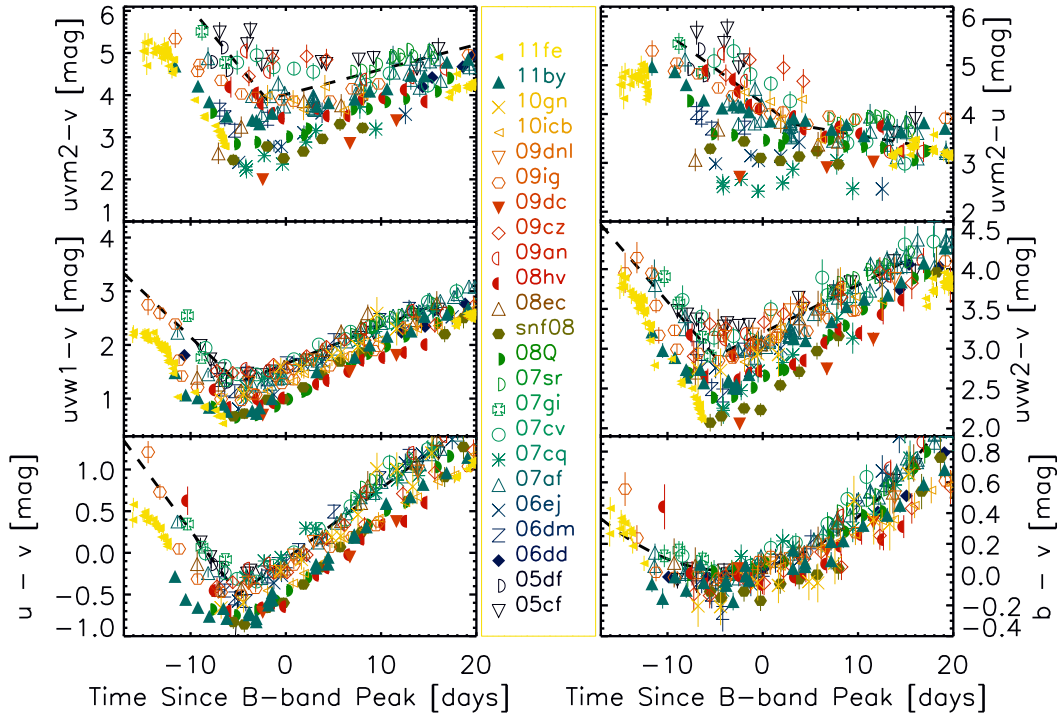 6
5
4
3
2
1
uvm2-v [mag]
4
3
2
1
uvw1-v [mag]
1.0
0.5
0.0
-0.5
-1.0
u - v [mag]
-10 0 10 20
Time Since B-band Peak [days]
11fe
11by
10gn
10icb
09dnl
09ig
09dc
09cz
09an
08hv
08ec
snf08
08Q
07sr
07gi
07cv
07cq
07af
06ej
06dm
06dd
05df
05cf
6
5
4
3
2
uvm2-u [mag]
4.5
4.0
3.5
3.0
2.5
2.0
uvw2-v [mag]
0.8
0.6
0.4
0.2
0.0
-0.2
-0.4
b - v [mag]
-10 0 10 20
Time Since B-band Peak [days]